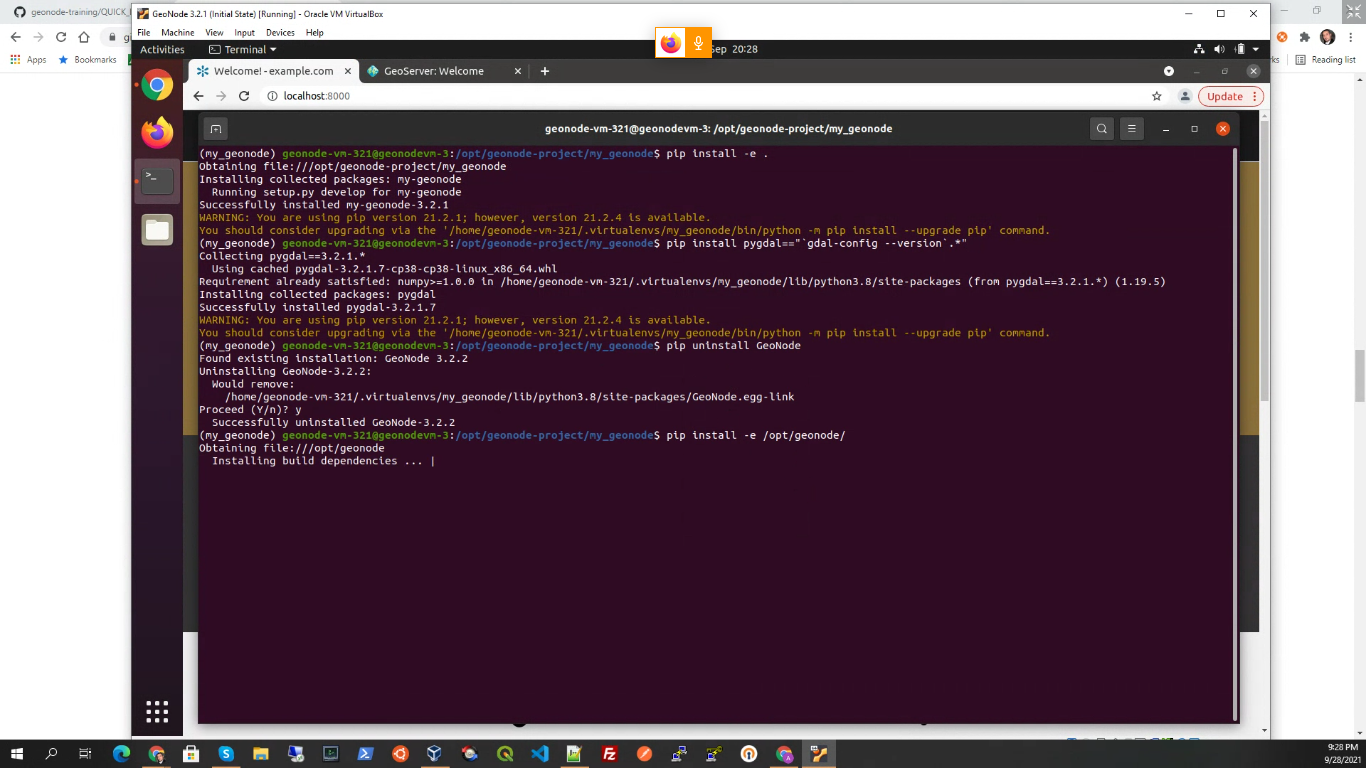 geonode-training/QUICK_
GeoNode 3.2.1 (Initial State) [Running] - Oracle VM VirtualBox
File Machine View Input Devices Help
Apps Bookmarks
Reading list
Activities Terminal Sep 20:28
Welcome! - example.com GeoServer: Welcome
localhost:8000 Update
geonode-vm-321@geonodevm-3: /opt/geonode-project/my_geonode
(my_geonode) geonode-vm-321@geonodevm-3:/opt/geonode-project/my_geonode$ pip install -e .
Obtaining file:///opt/geonode-project/my_geonode
Installing collected packages: my-geonode
Running setup.py develop for my-geonode
Successfully installed my-geonode-3.2.1
WARNING: You are using pip version 21.2.1; however, version 21.2.4 is available.
You should consider upgrading via the '/home/geonode-vm-321/.virtualenvs/my_geonode/bin/python -m pip install --upgrade pip' command.
(my_geonode) geonode-vm-321@geonodevm-3:/opt/geonode-project/my_geonode$ pip install pygdal=="`gdal-config --version`.*"
Collecting pygdal==3.2.1.*
Using cached pygdal-3.2.1.7-cp38-cp38-linux_x86_64.whl
Requirement already satisfied: numpy>=1.0.0 in /home/geonode-vm-321/.virtualenvs/my_geonode/lib/python3.8/site-packages (from pygdal==3.2.1.*) (1.19.5)
Installing collected packages: pygdal
Successfully installed pygdal-3.2.1.7
WARNING: You are using pip version 21.2.1; however, version 21.2.4 is available.
You should consider upgrading via the '/home/geonode-vm-321/.virtualenvs/my_geonode/bin/python -m pip install --upgrade pip' command.
(my_geonode) geonode-vm-321@geonodevm-3:/opt/geonode-project/my_geonode$ pip uninstall GeoNode
Found existing installation: GeoNode 3.2.2
Uninstalling GeoNode-3.2.2:
Would remove:
/home/geonode-vm-321/.virtualenvs/my_geonode/lib/python3.8/site-packages/GeoNode.egg-link
Proceed (Y/n)? y
Successfully uninstalled GeoNode-3.2.2
(my_geonode) geonode-vm-321@geonodevm-3:/opt/geonode-project/my_geonode$ pip install -e /opt/geonode/
Obtaining file:///opt/geonode
Installing build dependencies ... |
9:28 PM
9/28/2021